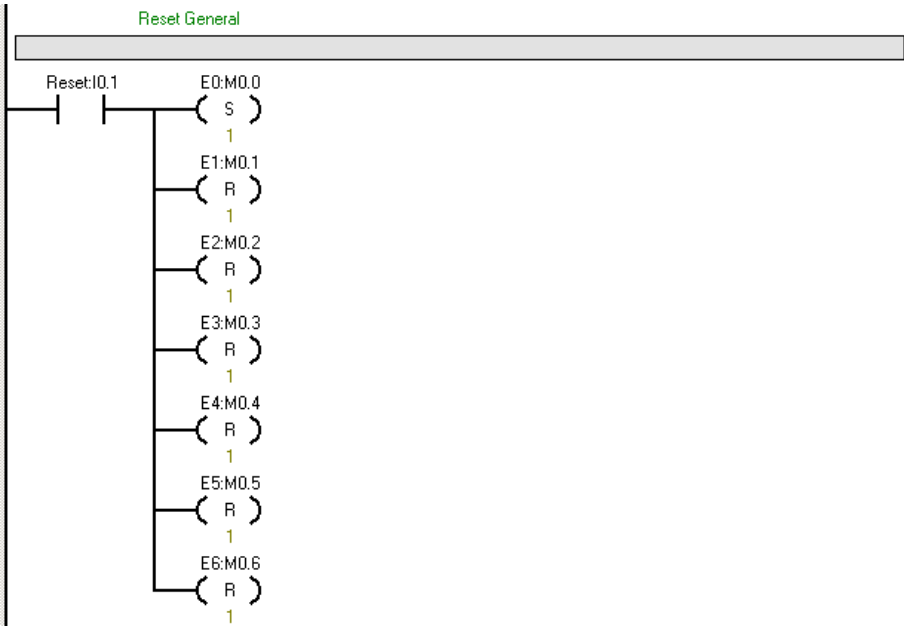 Reset General
Reset:I0.1 E0:M0.0
S
1
E1:M0.1
R
1
E2:M0.2
R
1
E3:M0.3
R
1
E4:M0.4
R
1
E5:M0.5
R
1
E6:M0.6
R
1